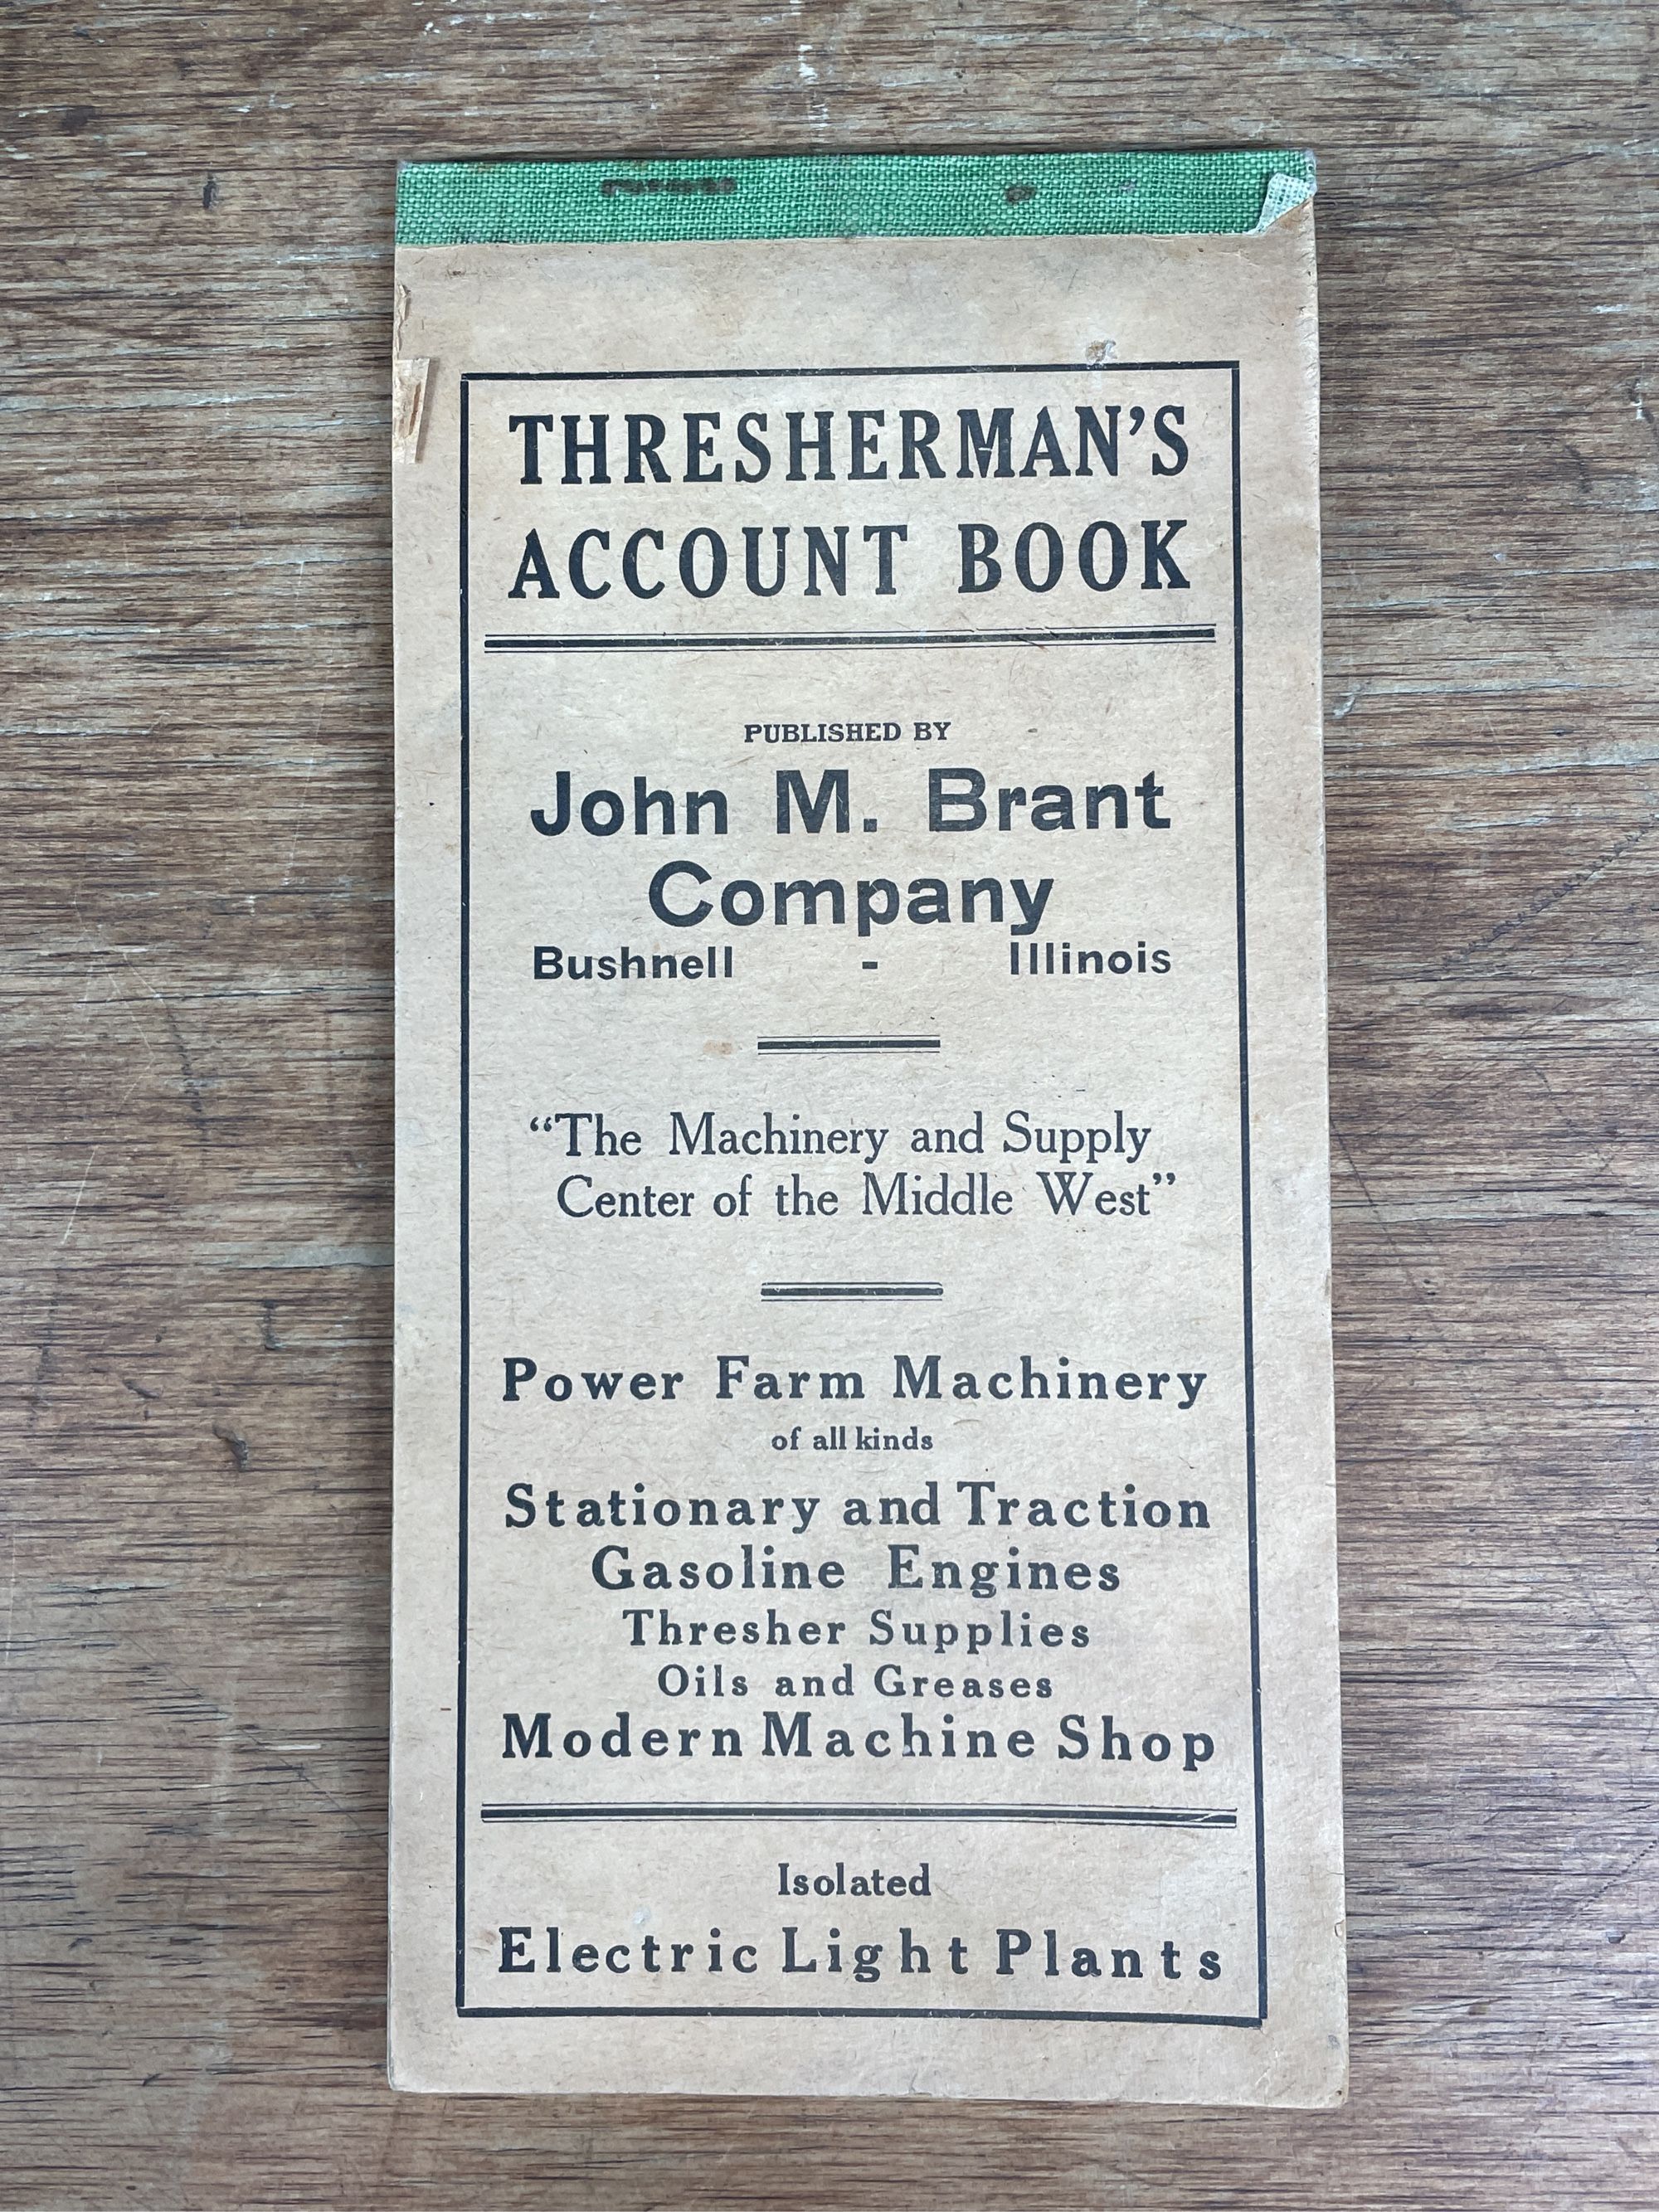 THRESHERMAN'S
ACCOUNT BOOK
PUBLISHED BY
John M. Brant
Company
Bushnell - Illinois
“The Machinery and Supply
Center of the Middle West”
Power Farm Machinery
of all kinds
Stationary and Traction
Gasoline Engines
Thresher Supplies
Oils and Greases
Modern Machine Shop
Isolated
Electric Light Plants